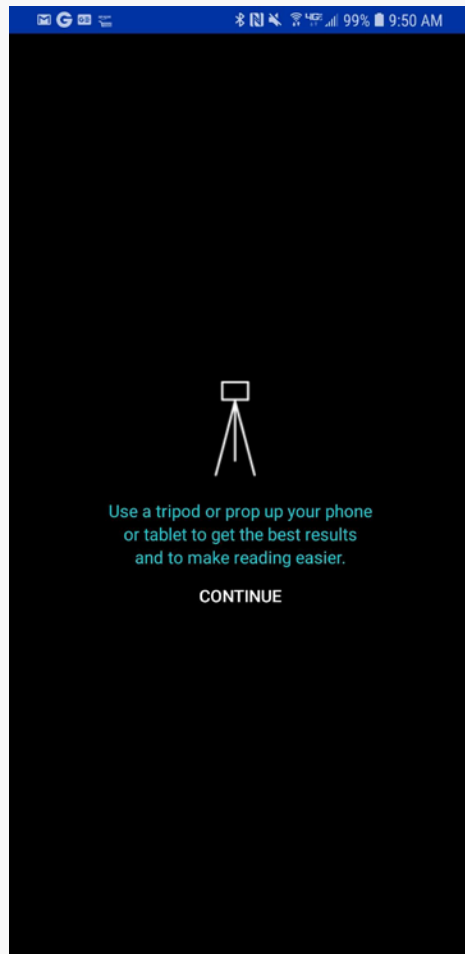 99% 9:50 AM
Use a tripod or prop up your phone
or tablet to get the best results
and to make reading easier.
CONTINUE